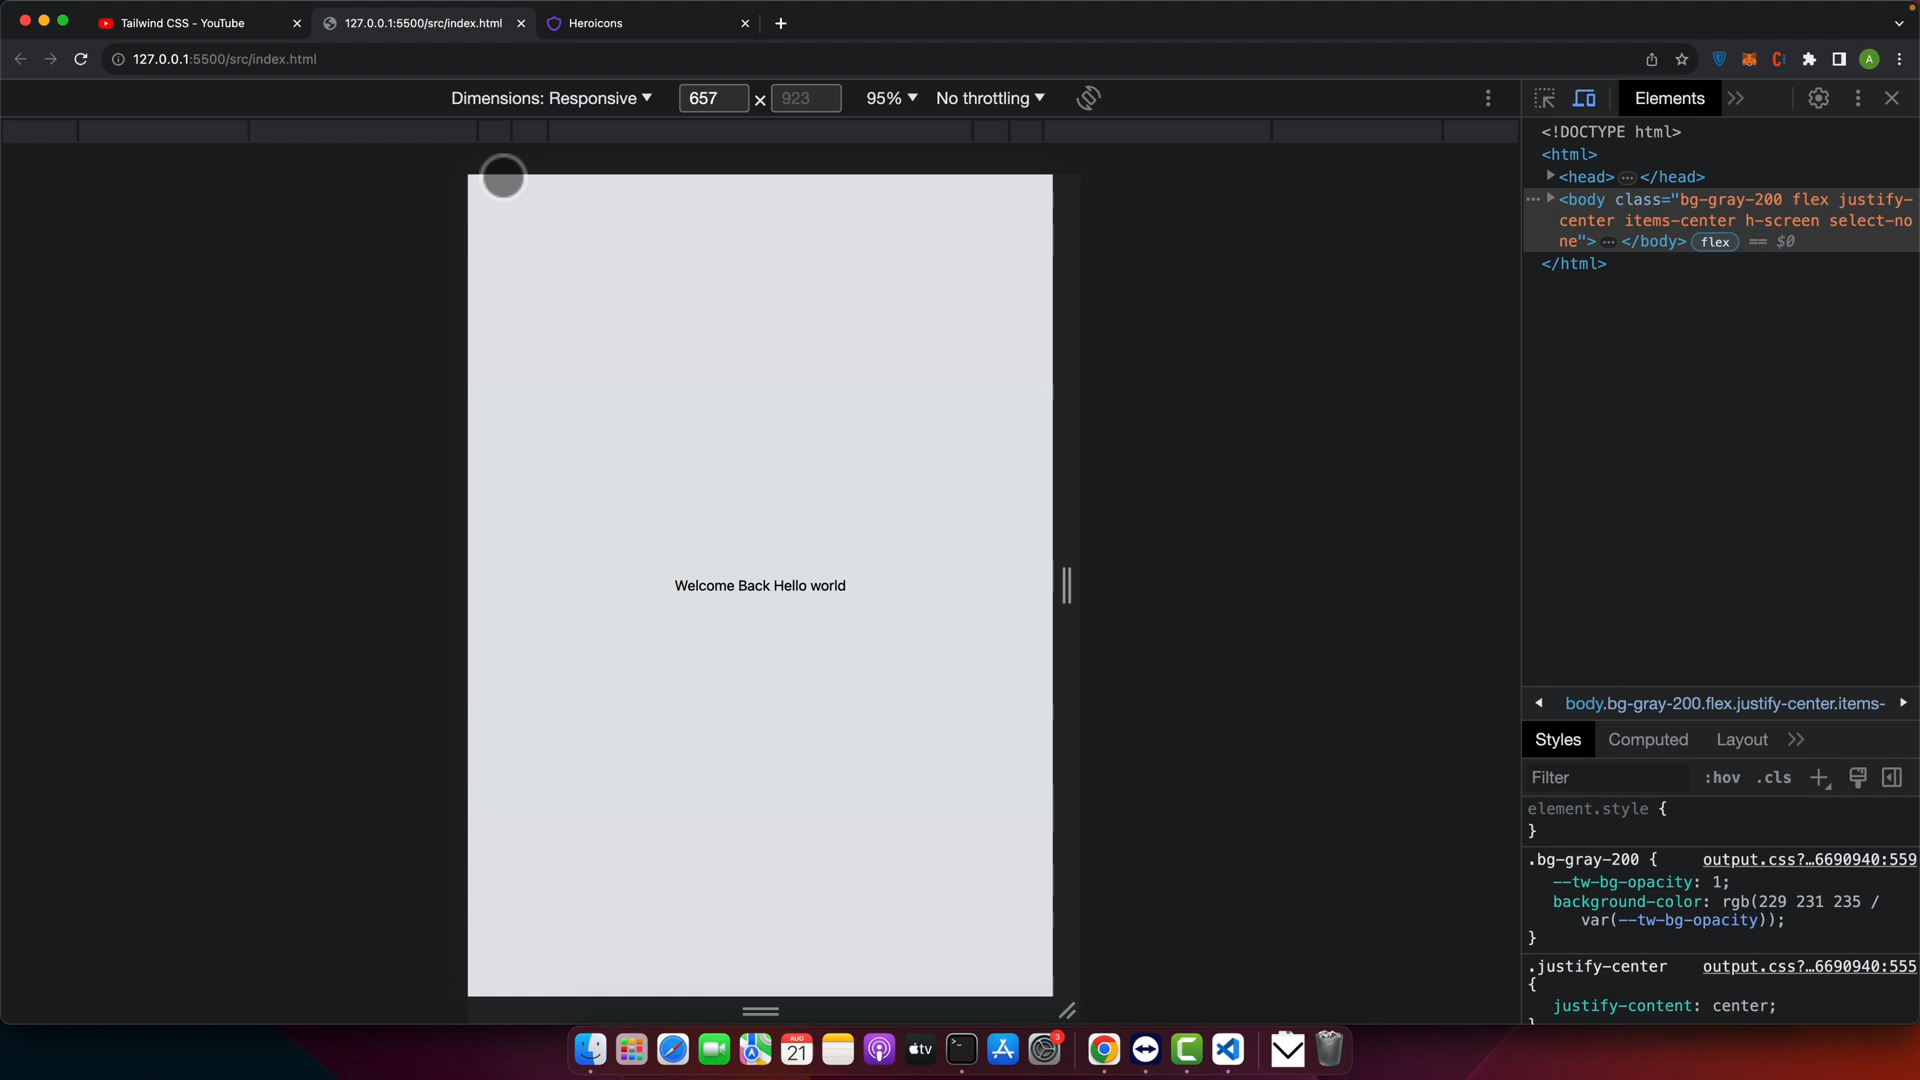 Tailwind CSS - YouTube
127.0.0.1:5500/src/index.html
Heroicons
127.0.0.1:5500/src/index.html
A
Dimensions: Responsive
657
923
95%
No throttling
Elements
<!DOCTYPE html>
<html>
<head> … </head>
<body class="bg-gray-200 flex justify-
center items-center h-screen select-no
ne"> … </body> flex == $0
</html>
Welcome Back Hello world
body.bg-gray-200.flex.justify-center.items-
Styles
Computed
Layout
Filter
:hov
.cls
element.style {
}
.bg-gray-200 {
output.css?…6690940:559
--tw-bg-opacity: 1;
background-color: rgb(229 231 235 /
var(--tw-bg-opacity));
}
.justify-center
output.css?…6690940:555
{
justify-content: center;
AUG
21
tv
3